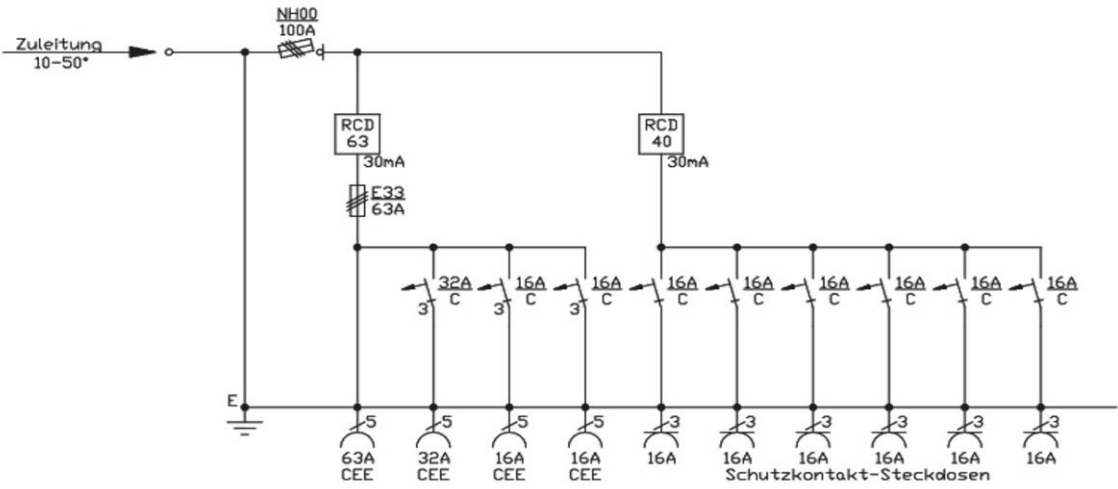 NH00
100A
Zuleitung
10-50°
RCD
63
30mA
RCD
40
30mA
E33
63A
32A
C
3
16A
C
3
16A
C
3
16A
C
16A
C
16A
C
16A
C
16A
C
16A
C
E
5
5
5
5
3
3
3
3
3
3
63A
CEE
32A
CEE
16A
CEE
16A
CEE
16A
16A
16A
16A
16A
16A
Schutzkontakt-Steckdosen